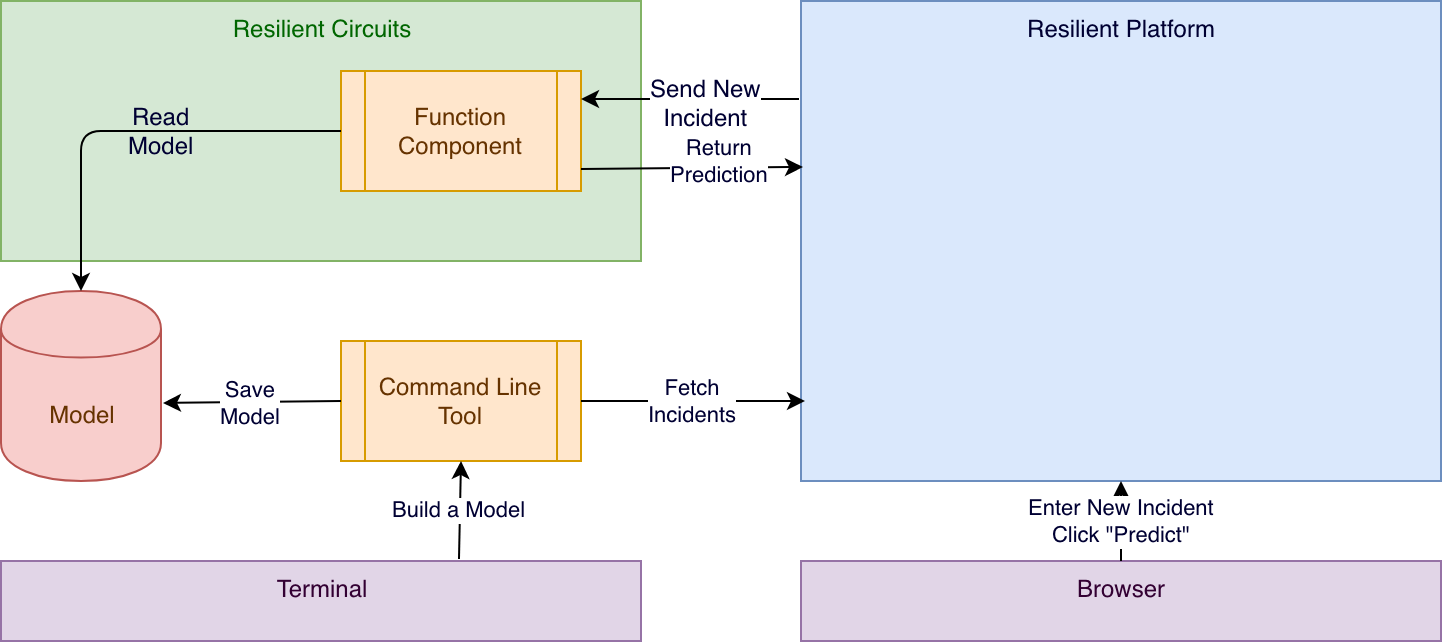 Resilient Circuits
Resilient Platform
Function
Component
Send New
Incident
Return
Prediction
Read
Model
Model
Save
Model
Command Line
Tool
Fetch
Incidents
Build a Model
Enter New Incident
Click "Predict"
Terminal
Browser